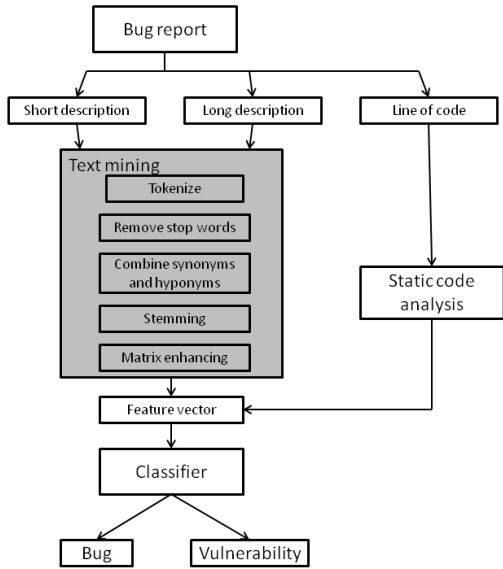 Bug report
Short description
Long description
Line of code
Text mining
Tokenize
Remove stop words
Combine synonyms
and hyponyms
Stemming
Matrix enhancing
Static code
analysis
Feature vector
Classifier
Bug
Vulnerability